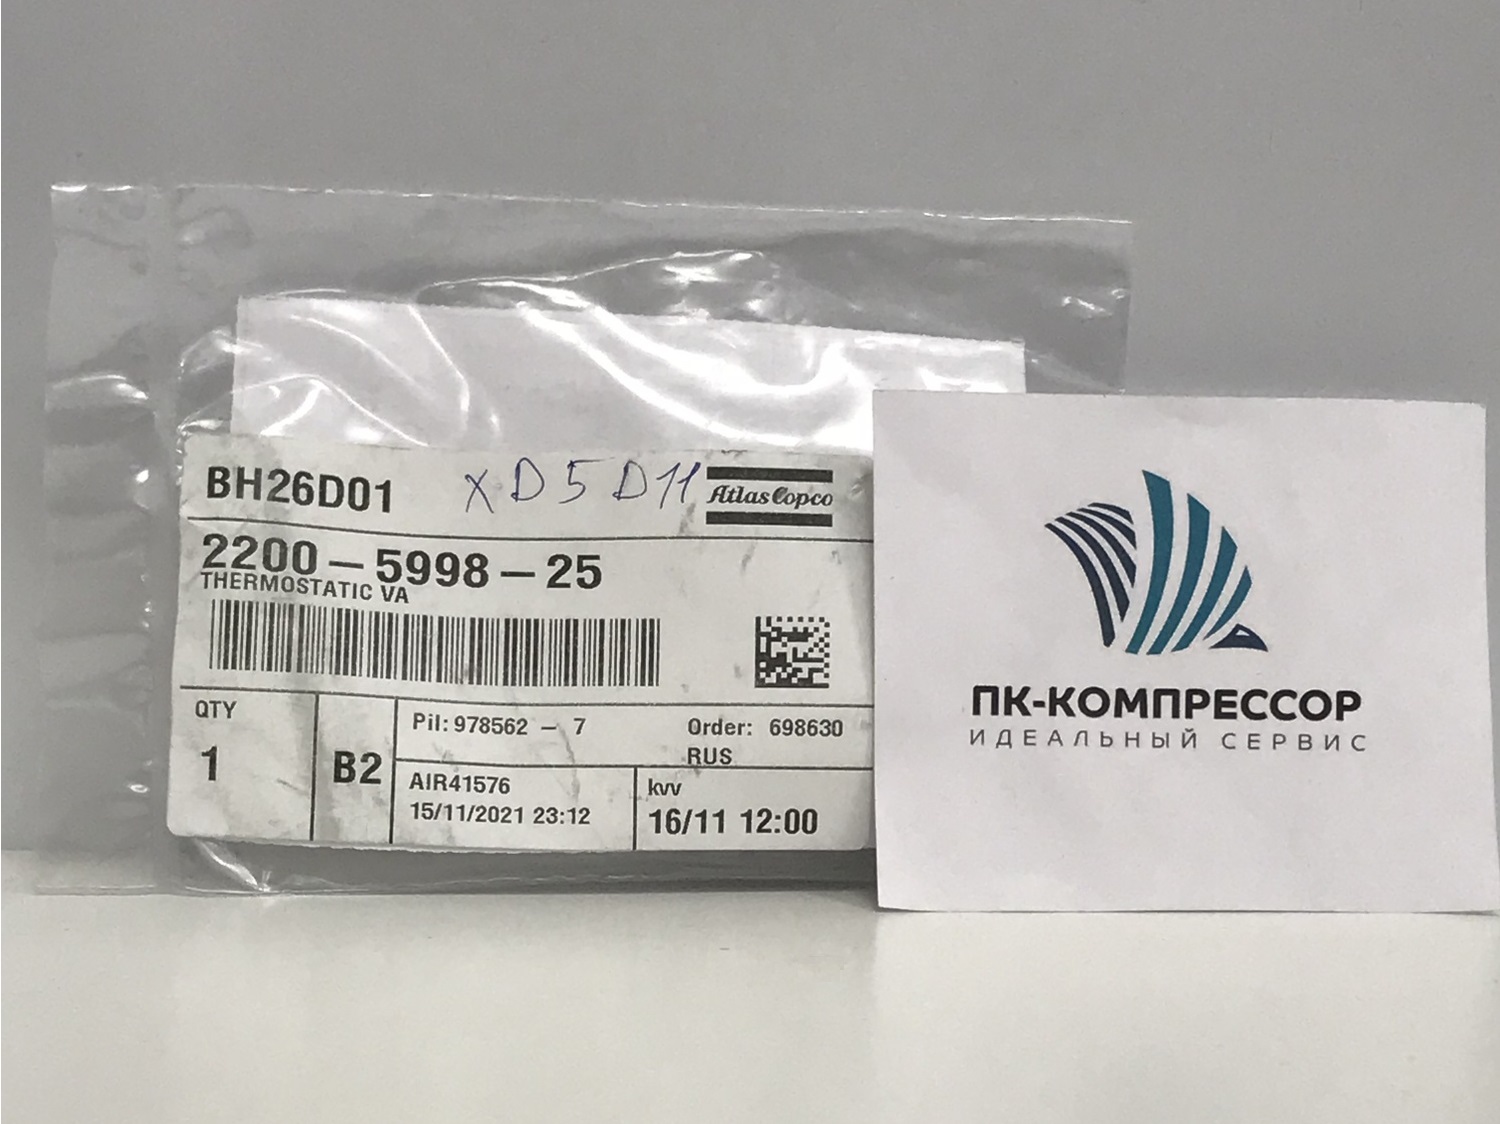 BH26D01
XD5D11
Atlas Copco
2200-5998-25
THERMOSTATIC VA
QTY
1
B2
Pil: 978562 - 7
Order: 698630
RUS
AIR41576
15/11/2021 23:12
kvv
16/11 12:00
ПК-КОМПРЕССОР
ИДЕАЛЬНЫЙ СЕРВИС